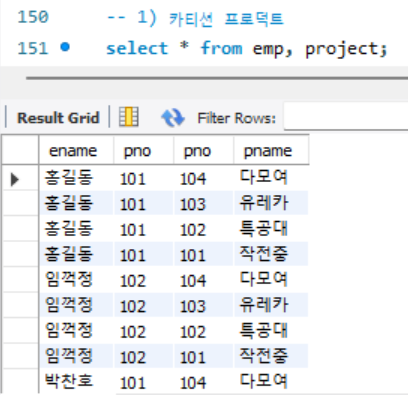 150 -- 1) 카티션 프로덕트
151 select * from emp, project;
Result Grid Filter Rows:
ename pno pno pname
홍길동 101 104 다모여
홍길동 101 103 유레카
홍길동 101 102 특공대
홍길동 101 101 작전중
임꺽정 102 104 다모여
임꺽정 102 103 유레카
임꺽정 102 102 특공대
임꺽정 102 101 작전중
박찬호 101 104 다모여